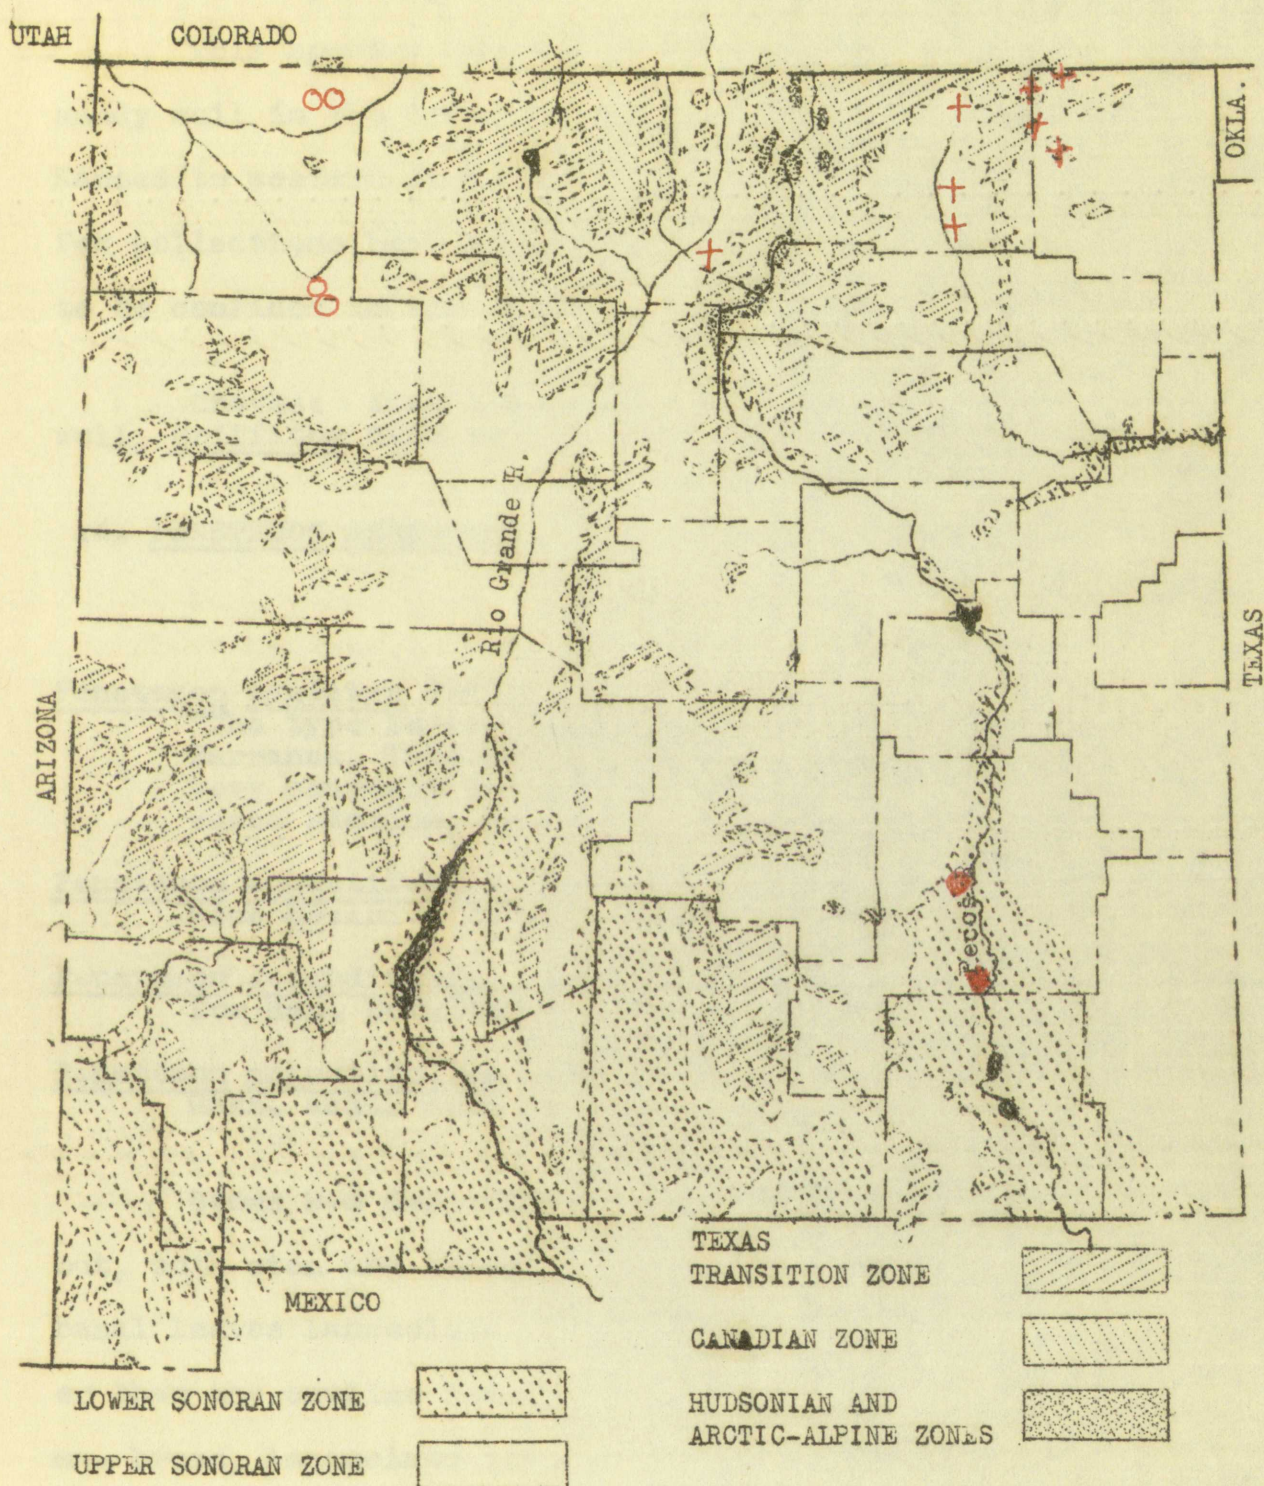 UTAH COLORADO
OKLA.
Rio Grande R.
ARIZONA
TEXAS
Pecos
3
TEXAS
MEXICO
TRANSITION ZONE
CANADIAN ZONE
LOWER SONORAN ZONE
HUDSONIAN AND
ARCTIC-ALPINE ZONES
UPPER SONORAN ZONE